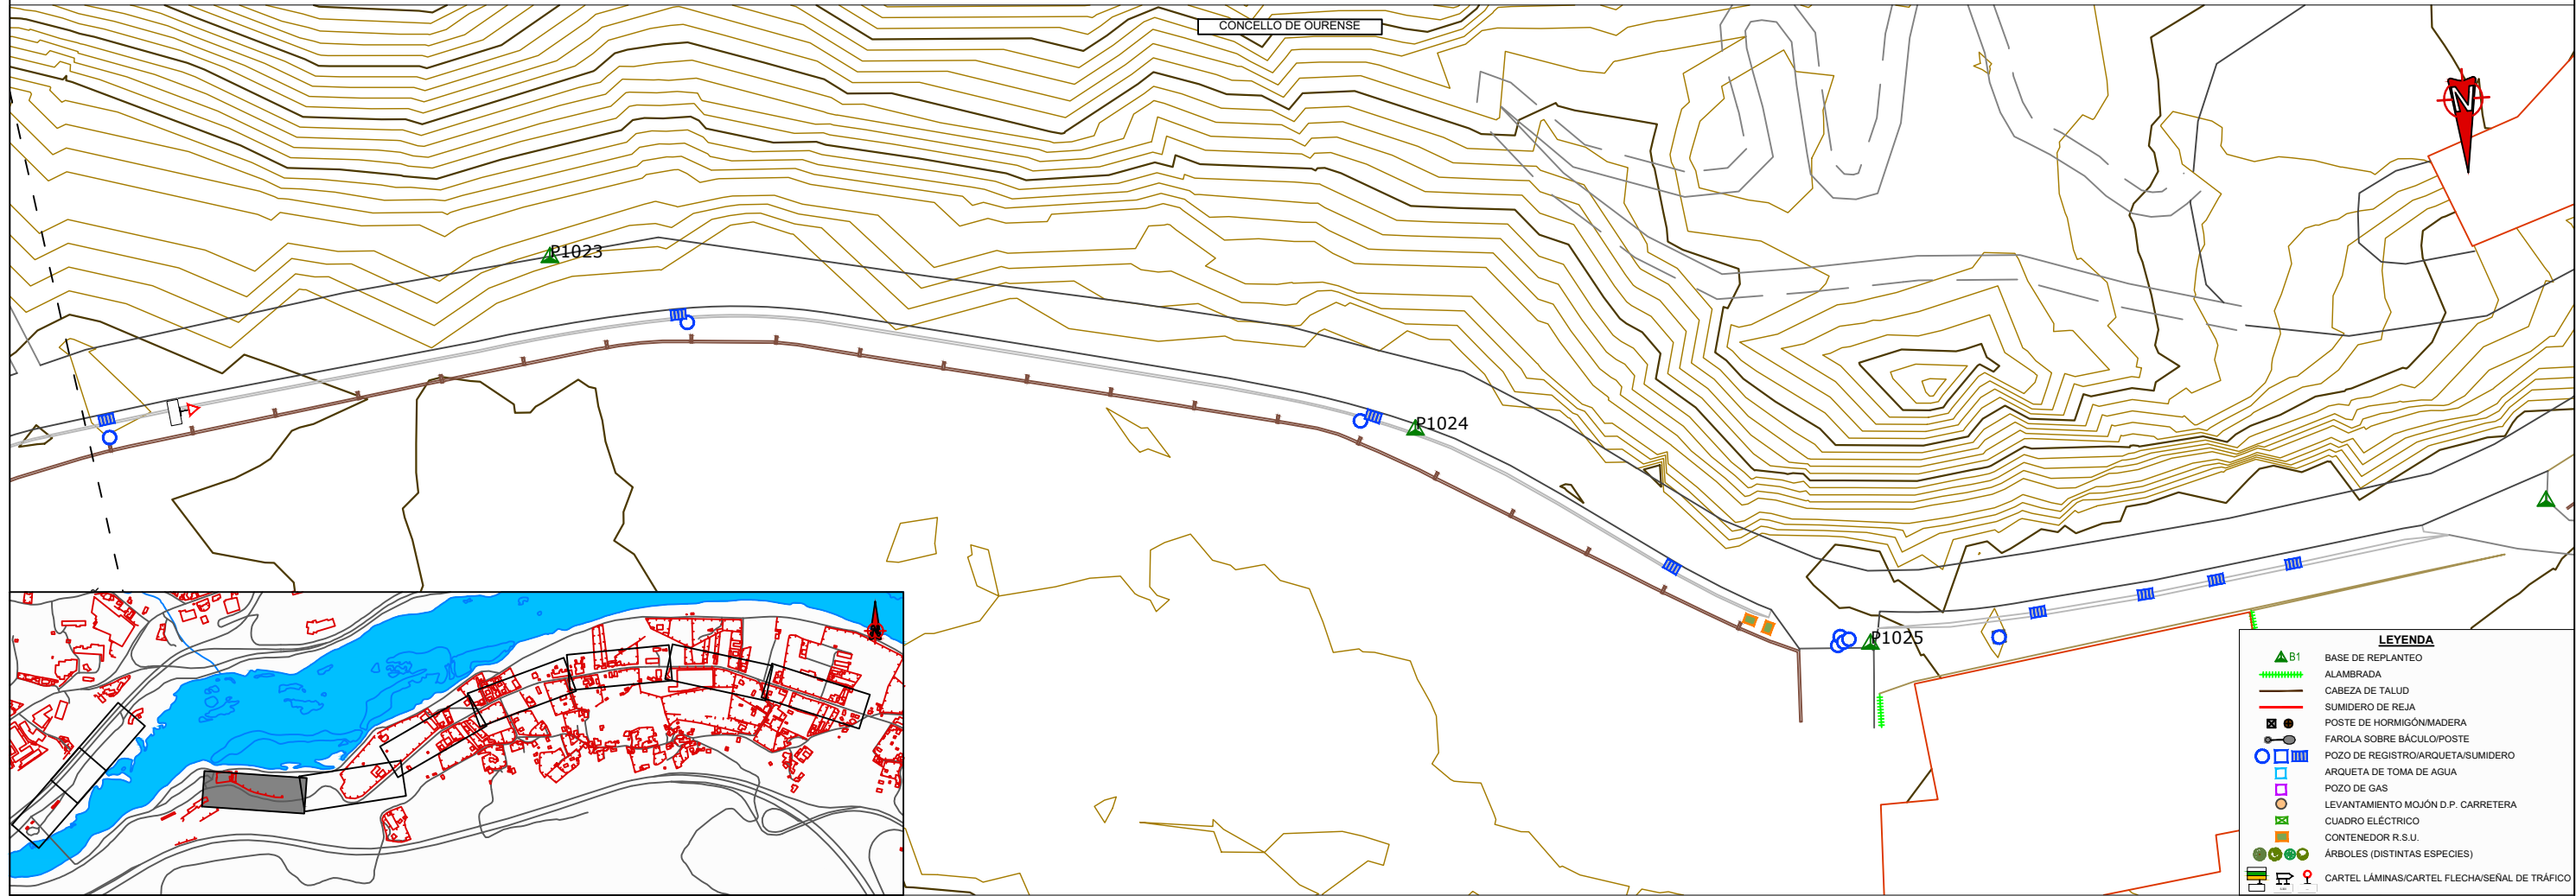 CONCELLO DE OURENSE
N
P1023
P1024
P1025
LEYENDA
B1 BASE DE REPLANTEO
ALAMBRADA
CABEZA DE TALUD
SUMIDERO DE REJA
POSTE DE HORMIGÓN/MADERA
FAROLA SOBRE BÁCULO/POSTE
POZO DE REGISTRO/ARQUETA/SUMIDERO
ARQUETA DE TOMA DE AGUA
POZO DE GAS
LEVANTAMIENTO MOJÓN D.P. CARRETERA
CUADRO ELÉCTRICO
CONTENEDOR R.S.U.
ÁRBOLES (DISTINTAS ESPECIES)
CARTEL LÁMINAS/CARTEL FLECHA/SEÑAL DE TRÁFICO